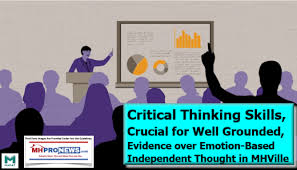 Critical Thinking Skills,
Crucial for Well Grounded,
Evidence over Emotion-Based
Independent Thought in MHVille
MHPRONEWS